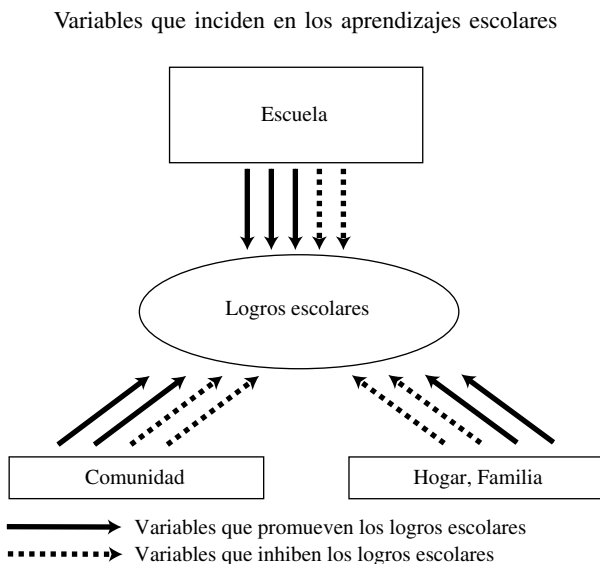 Variables que inciden en los aprendizajes escolares
Escuela
Logros escolares
Comunidad
Hogar, Familia
Variables que promueven los logros escolares
Variables que inhiben los logros escolares